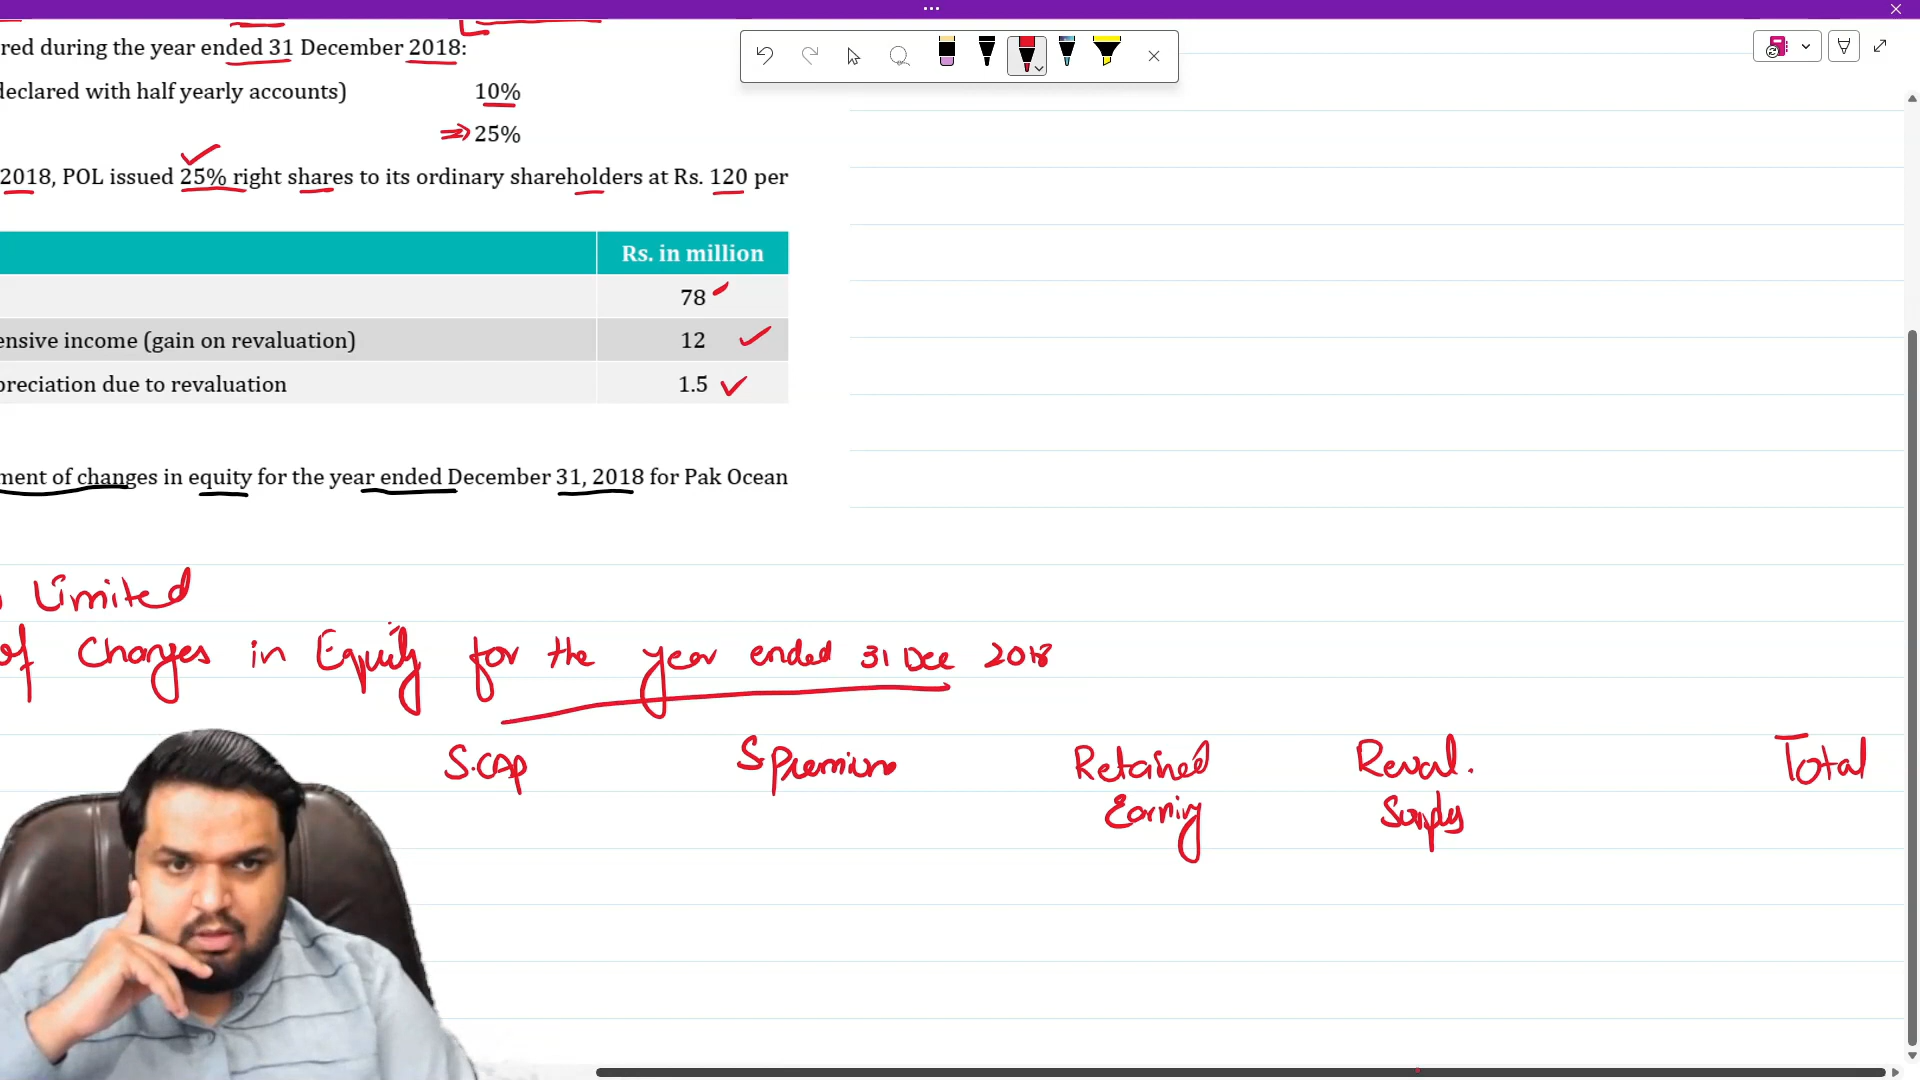 red during the year ended 31 December 2018:
declared with half yearly accounts) 10%
25%
2018, POL issued 25% right shares to its ordinary shareholders at Rs. 120 per
Rs. in million
78
ensive income (gain on revaluation) 12
preciation due to revaluation 1.5
ment of changes in equity for the year ended December 31, 2018 for Pak Ocean
Limited
of Changes in Equity for the year ended 31 Dec 2018
S.Cap S.Premium Retained Reval. Total
Earning